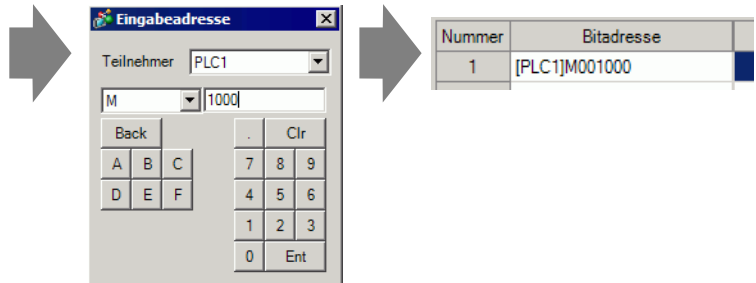 Eingabeadresse
Teilnehmer PLC1
M 1000
Back . Clr
A B C 7 8 9
D E F 4 5 6
1 2 3
0 Ent
Nummer Bitadresse
1 [PLC1]M001000